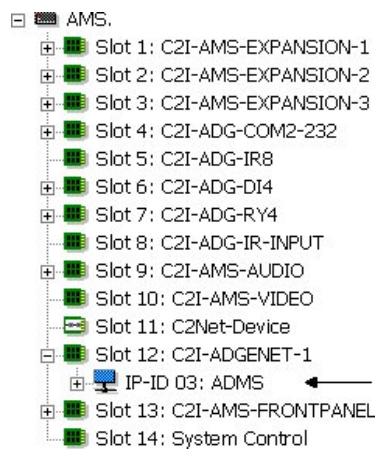 AMS.
Slot 1: C2I-AMS-EXPANSION-1
Slot 2: C2I-AMS-EXPANSION-2
Slot 3: C2I-AMS-EXPANSION-3
Slot 4: C2I-ADG-COM2-232
Slot 5: C2I-ADG-IR8
Slot 6: C2I-ADG-DI4
Slot 7: C2I-ADG-RY4
Slot 8: C2I-ADG-IR-INPUT
Slot 9: C2I-AMS-AUDIO
Slot 10: C2I-AMS-VIDEO
Slot 11: C2Net-Device
Slot 12: C2I-ADGENET-1
IP-ID 03: ADMS
Slot 13: C2I-AMS-FRONTPANEL
Slot 14: System Control